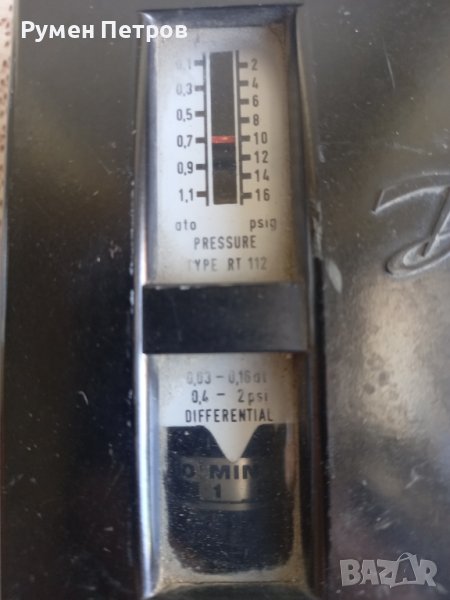 Румен Петров
0,1 2
0,3 4
6
0,5 8
0,7 10
12
0,9 14
1,1 16
ato psig
PRESSURE
TYPE RT 112
0,03 - 0,16 at
0,4 - 2 psi
DIFFERENTIAL
MIN
1
BAZAR